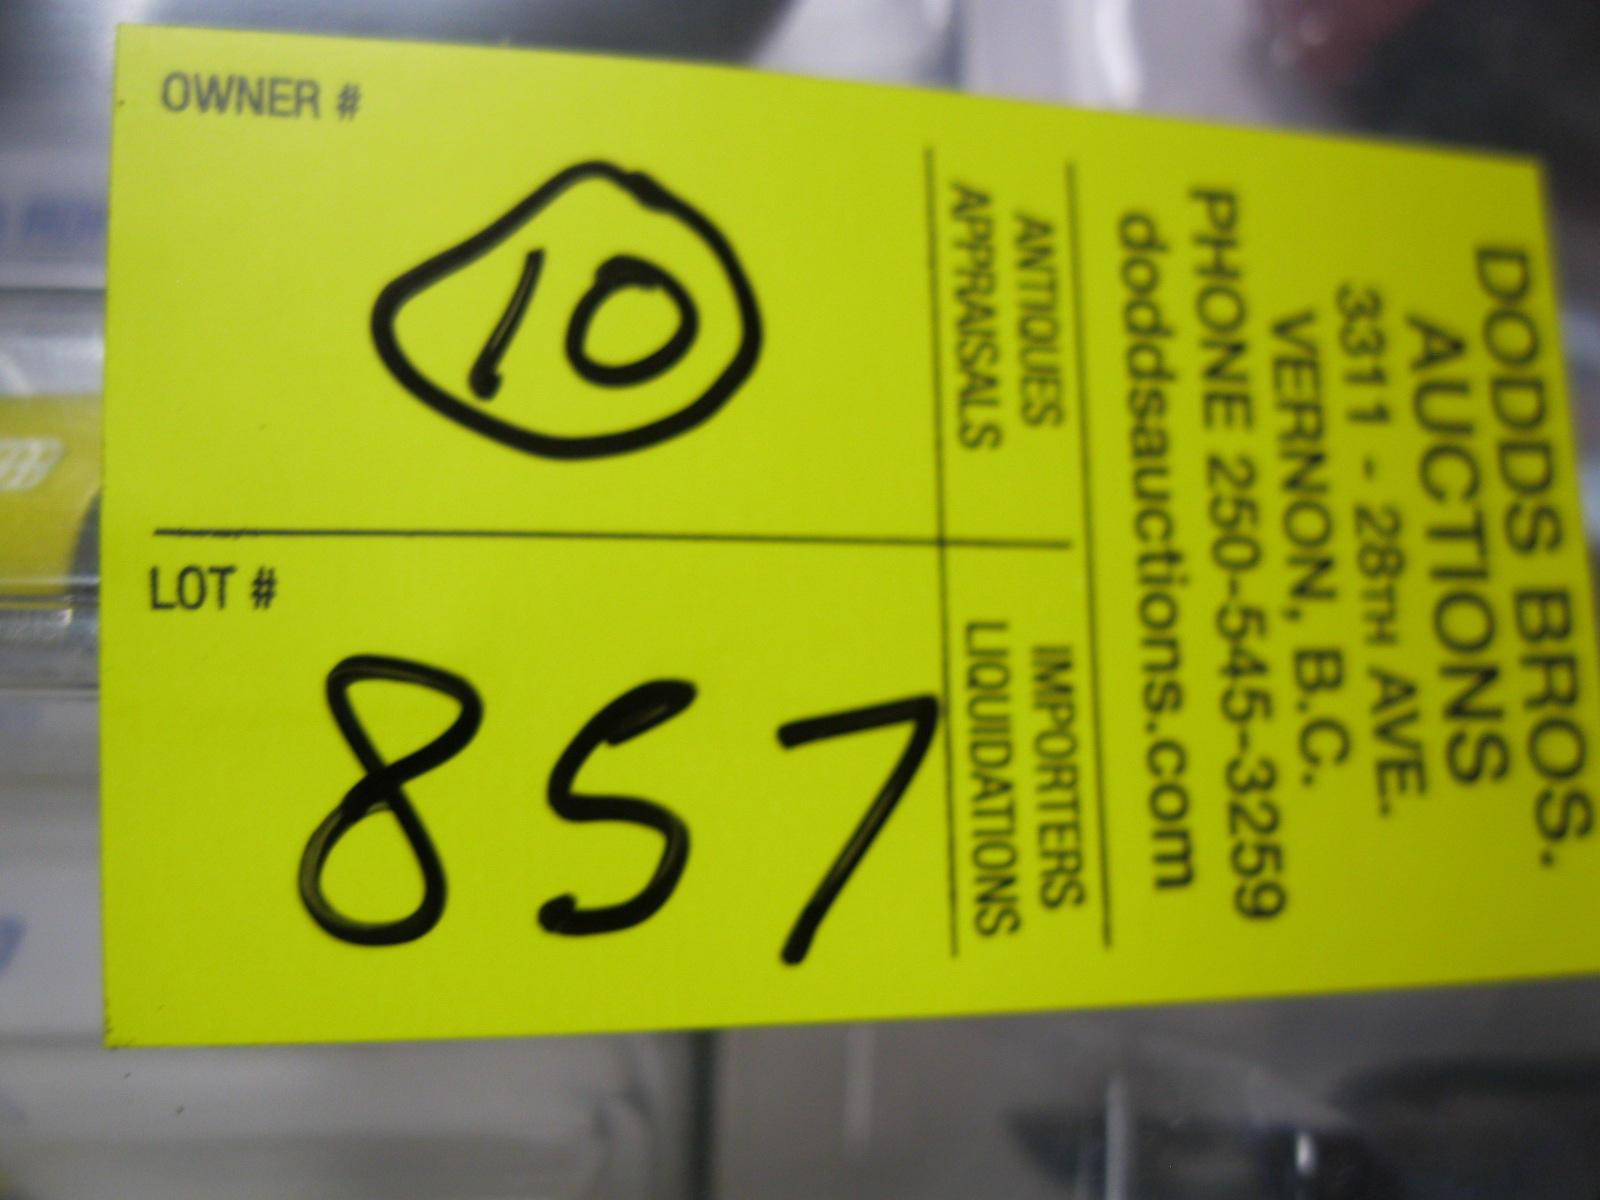 OWNER #
10
LOT #
857
DODDS BROS.
AUCTIONS
3311 - 28TH AVE.
VERNON, B.C.
PHONE 250-545-3259
doddsauctions.com
ANTIQUES IMPORTERS
APPRAISALS LIQUIDATIONS